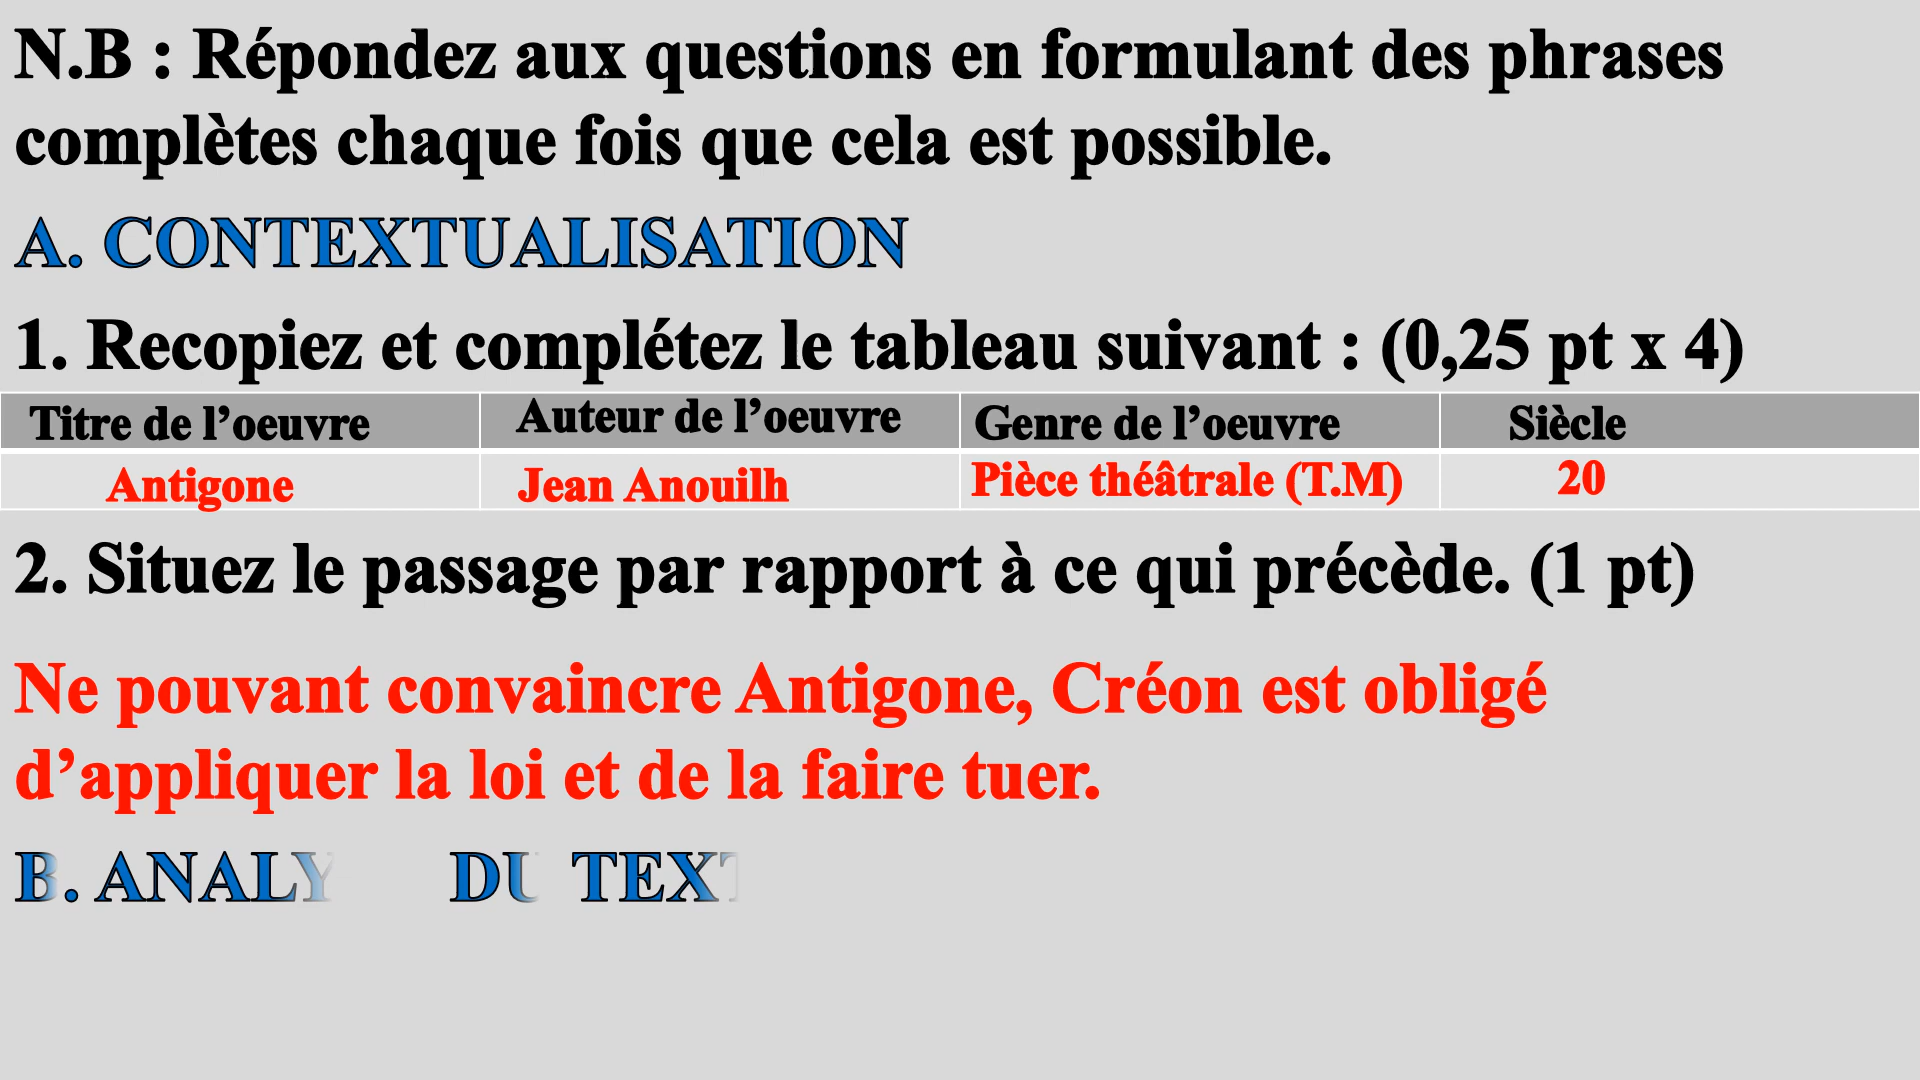 N.B : Répondez aux questions en formulant des phrases
complètes chaque fois que cela est possible.
A. CONTEXTUALISATION
1. Recopiez et complétez le tableau suivant : (0,25 pt x 4)
Titre de l’oeuvre Auteur de l’oeuvre Genre de l’oeuvre Siècle
Antigone Jean Anouilh Pièce théâtrale (T.M) 20
2. Situez le passage par rapport à ce qui précède. (1 pt)
Ne pouvant convaincre Antigone, Créon est obligé
d’appliquer la loi et de la faire tuer.
B. ANALY DU TEXT